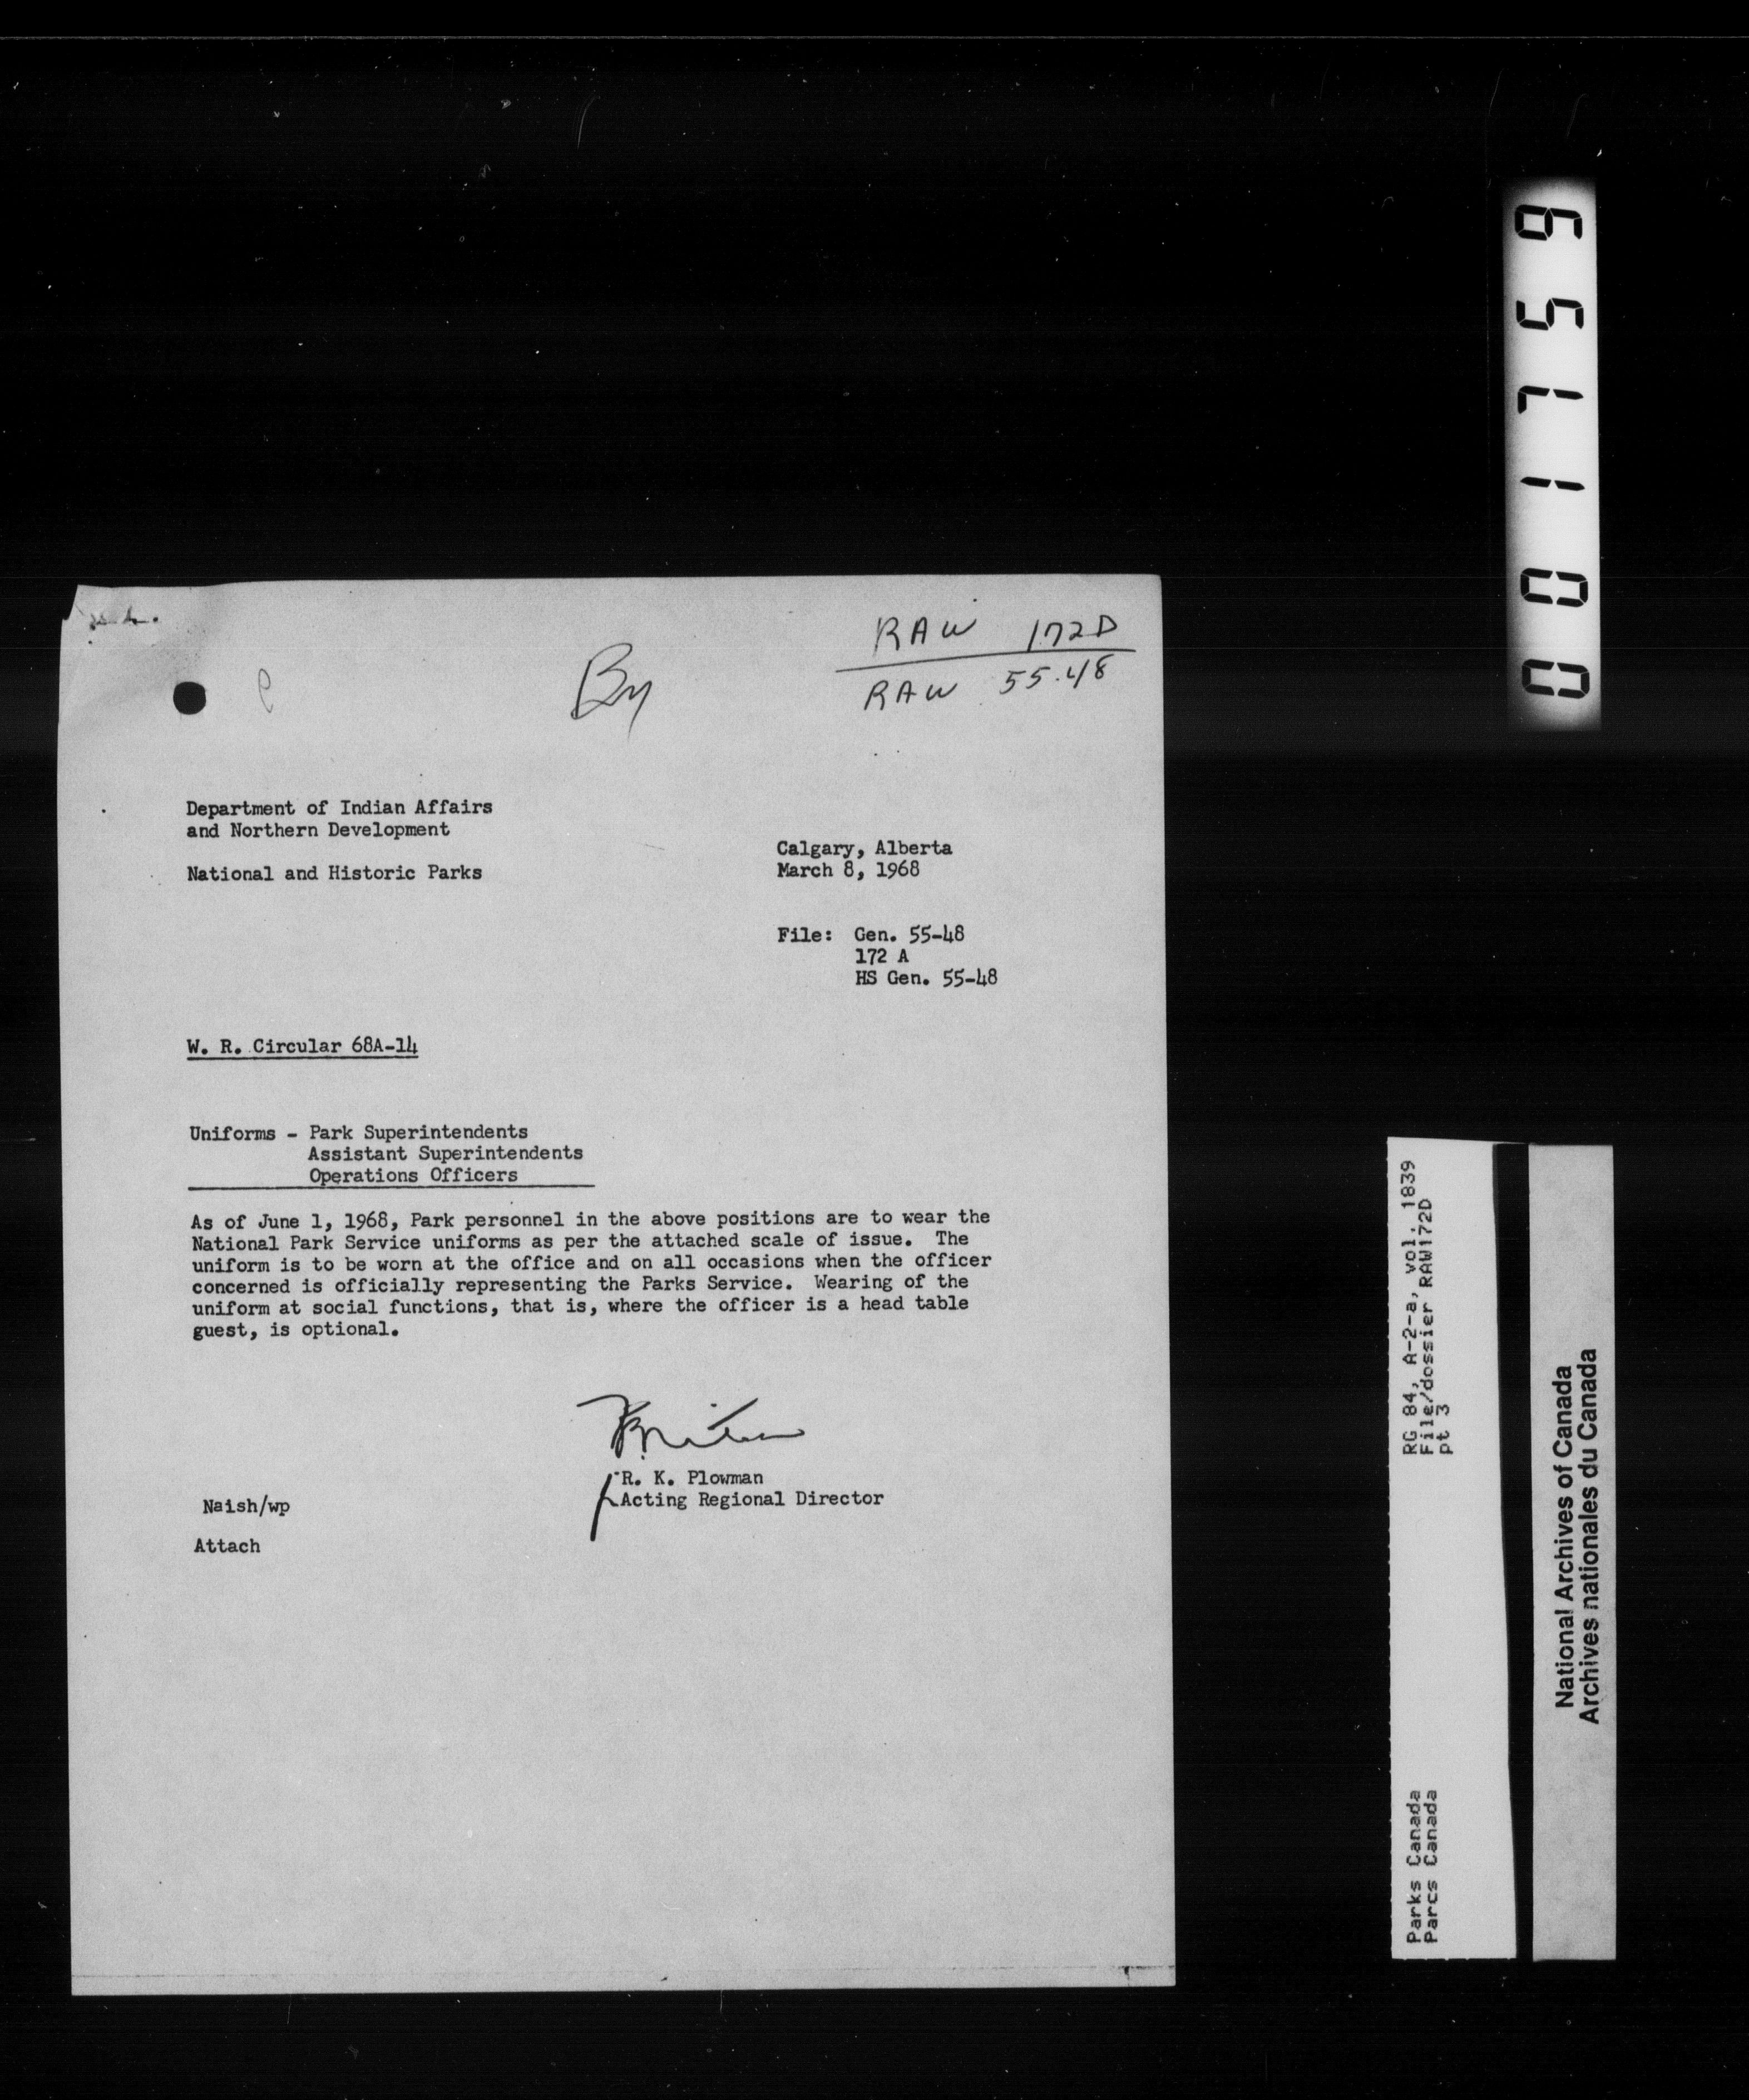 RAW 172D
RAW 55.48
By
Department of Indian Affairs
and Northern Development
National and Historic Parks
Calgary, Alberta
March 8, 1968
File: Gen. 55-48
172 A
HS Gen. 55-48
W. R. Circular 68A-14
Uniforms - Park Superintendents
Assistant Superintendents
Operations Officers
As of June 1, 1968, Park personnel in the above positions are to wear the
National Park Service uniforms as per the attached scale of issue. The
uniform is to be worn at the office and on all occasions when the officer
concerned is officially representing the Parks Service. Wearing of the
uniform at social functions, that is, where the officer is a head table
guest, is optional.
R. K. Plowman
Acting Regional Director
Naish/wp
Attach
001759
RG 84, A-2-a, vol. 1839
File/dossier RAW172D
pt 3
Parks Canada
Parcs Canada
National Archives of Canada
Archives nationales du Canada